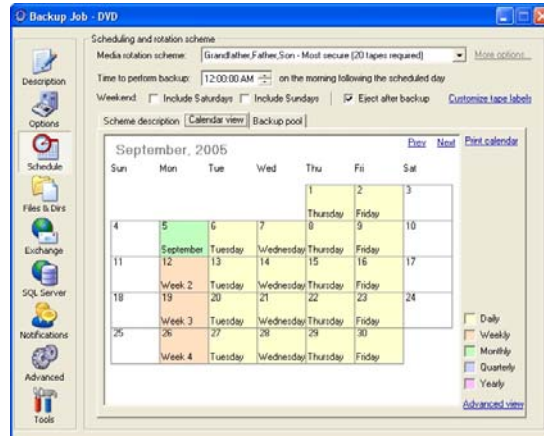 Backup Job - DVD
Scheduling and rotation scheme
Media rotation scheme: Grandfather,Father,Son - Most secure (20 tapes required) More options...
Time to perform backup: 12:00:00 AM on the morning following the scheduled day
Weekend: Include Saturdays Include Sundays Eject after backup Customize tape labels
Scheme description Calendar view Backup pool
Description
Options
Schedule
Files & Dirs
Exchange
SQL Server
Notifications
Advanced
Tools
September, 2005 Prev Next Print calendar
Sun Mon Tue Wed Thu Fri Sat
1 2 3
Thursday Friday
4 5 6 7 8 9 10
September Tuesday Wednesday Thursday Friday
11 12 13 14 15 16 17
Week 2 Tuesday Wednesday Thursday Friday
18 19 20 21 22 23 24
Week 3 Tuesday Wednesday Thursday Friday
25 26 27 28 29 30
Week 4 Tuesday Wednesday Thursday Friday
Daily
Weekly
Monthly
Quarterly
Yearly
Advanced view